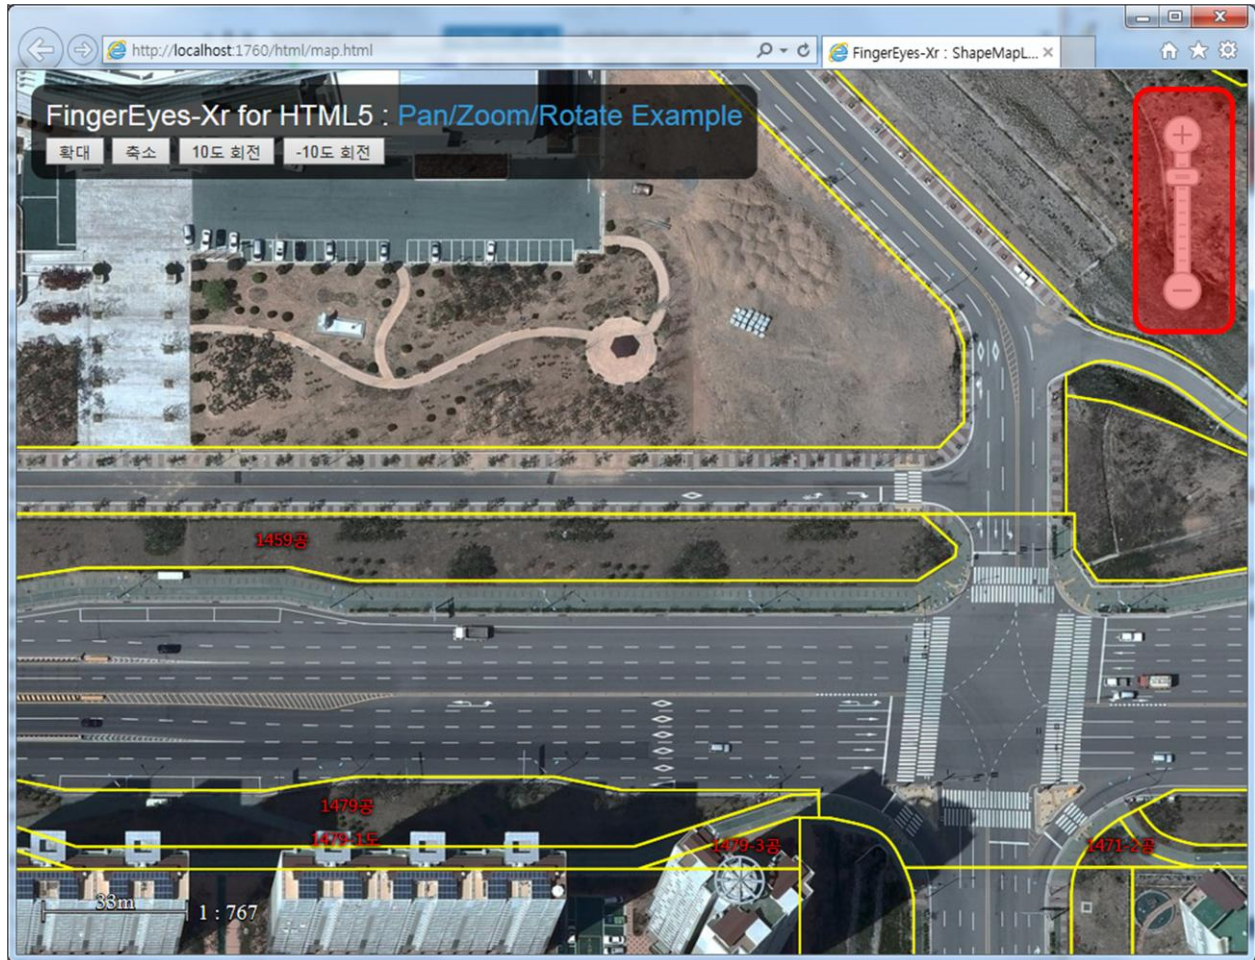 http://localhost:1760/html/map.html
FingerEyes-Xr : ShapeMapL...
FingerEyes-Xr for HTML5 : Pan/Zoom/Rotate Example
확대 축소 10도 회전 -10도 회전
1459공
1479공
1479-1도
1479-3공
1471-2공
33m
1 : 767